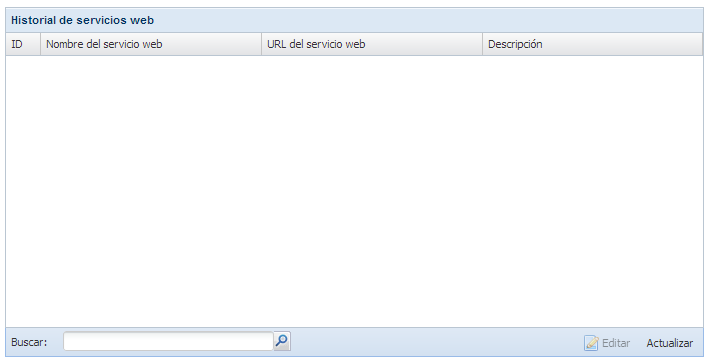 Historial de servicios web
ID Nombre del servicio web URL del servicio web Descripción
Buscar: Editar Actualizar